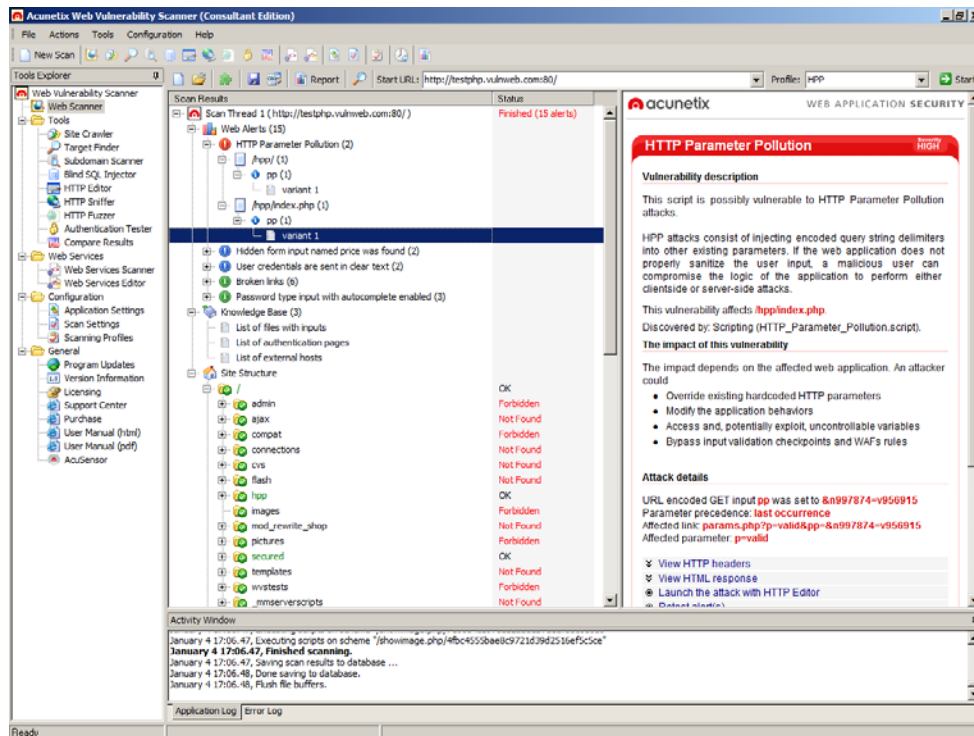 Acunetix Web Vulnerability Scanner (Consultant Edition)
File Actions Tools Configuration Help
New Scan
Tools Explorer
Web Vulnerability Scanner
Web Scanner
Tools
Site Crawler
Target Finder
Subdomain Scanner
Blind SQL Injector
HTTP Editor
HTTP Sniffer
HTTP Fuzzer
Authentication Tester
Compare Results
Web Services
Web Services Scanner
Web Services Editor
Configuration
Application Settings
Scan Settings
Scanning Profiles
General
Program Updates
Version Information
Licensing
Support Center
Purchase
User Manual (html)
User Manual (pdf)
AcuSensor
Report Start URL: http://testphp.vulnweb.com:80/ Profile: HPP Start
Scan Results Status
Scan Thread 1 ( http://testphp.vulnweb.com:80/ ) Finished (15 alerts)
Web Alerts (15)
HTTP Parameter Pollution (2)
/hpp/ (1)
pp (1)
variant 1
/hpp/index.php (1)
pp (1)
variant 1
Hidden form input named price was found (2)
User credentials are sent in clear text (2)
Broken links (6)
Password type input with autocomplete enabled (3)
Knowledge Base (3)
List of files with inputs
List of authentication pages
List of external hosts
Site Structure
/ OK
admin Forbidden
ajax Not Found
compat Forbidden
connections Not Found
cvs Not Found
flash Not Found
hpp OK
images Forbidden
mod_rewrite_shop Not Found
pictures Forbidden
secured OK
templates Not Found
wvstests Forbidden
_mmserverscripts Not Found
acunetix WEB APPLICATION SECURITY
HTTP Parameter Pollution Severity HIGH
Vulnerability description
This script is possibly vulnerable to HTTP Parameter Pollution
attacks.
HPP attacks consist of injecting encoded query string delimiters
into other existing parameters. If the web application does not
properly sanitize the user input, a malicious user can
compromise the logic of the application to perform either
clientside or server-side attacks.
This vulnerability affects /hpp/index.php.
Discovered by: Scripting (HTTP_Parameter_Pollution.script).
The impact of this vulnerability
The impact depends on the affected web application. An attacker
could
• Override existing hardcoded HTTP parameters
• Modify the application behaviors
• Access and, potentially exploit, uncontrollable variables
• Bypass input validation checkpoints and WAFs rules
Attack details
URL encoded GET input pp was set to &n997874=v956915
Parameter precedence: last occurrence
Affected link: params.php?p=valid&pp=&n997874=v956915
Affected parameter: p=valid
View HTTP headers
View HTML response
Launch the attack with HTTP Editor
Retest alert(s)
Activity Window
January 4 17:06.47, Executing scripts on scheme "/showimage.php/4fbc4555bae8c9721d39d2516ef5c5ce"
January 4 17:06.47, Finished scanning.
January 4 17:06.47, Saving scan results to database ...
January 4 17:06.48, Done saving to database.
January 4 17:06.48, Flush file buffers.
Application Log Error Log
Ready